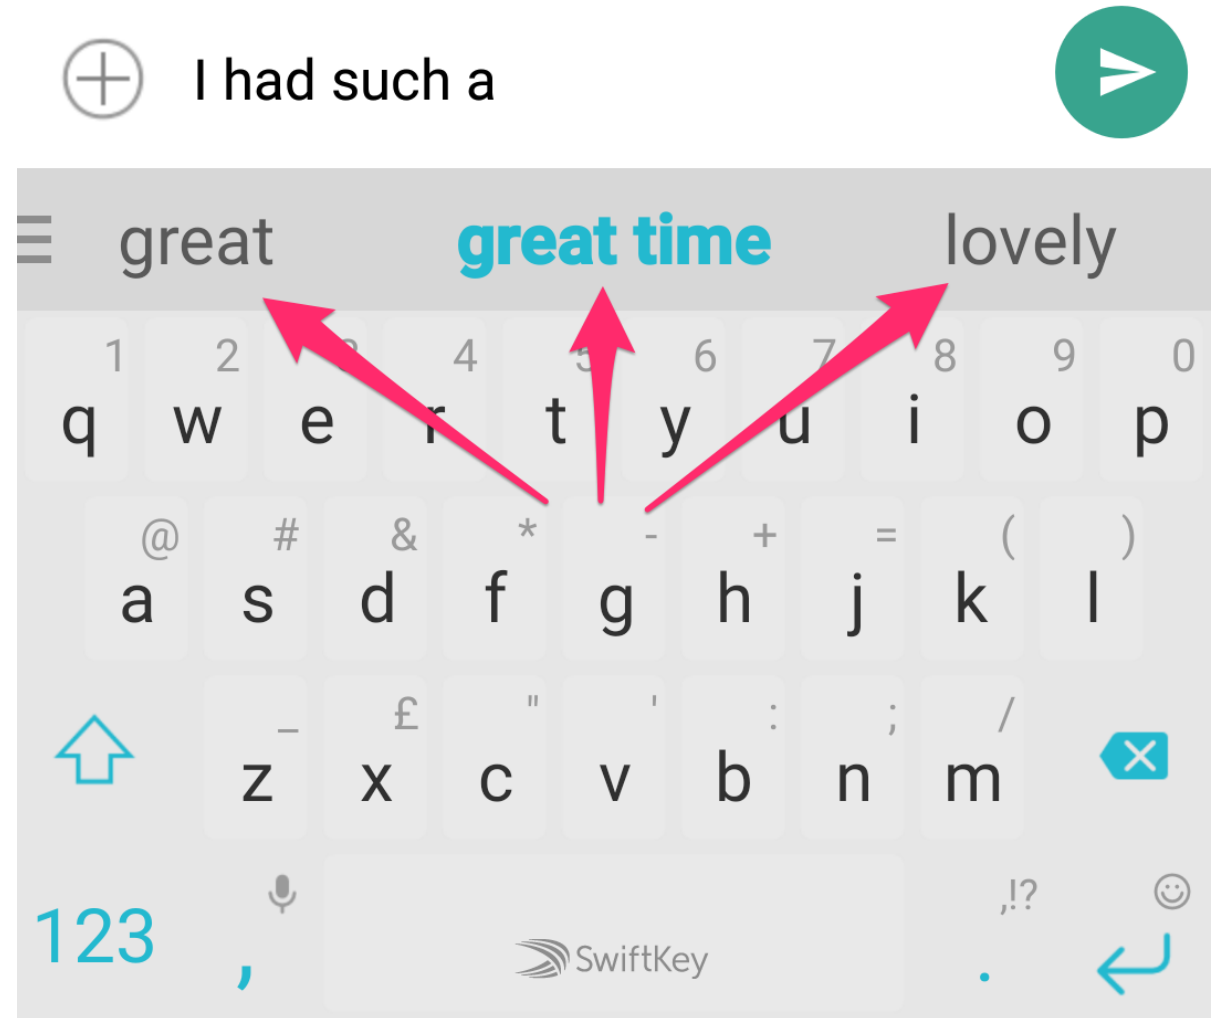 I had such a
great great time lovely
1 2 3 4 5 6 7 8 9 0
q w e r t y u i o p
@ # & * - + = ( )
a s d f g h j k l
_ £ " ' : ; /
z x c v b n m
,!?
123 , SwiftKey .